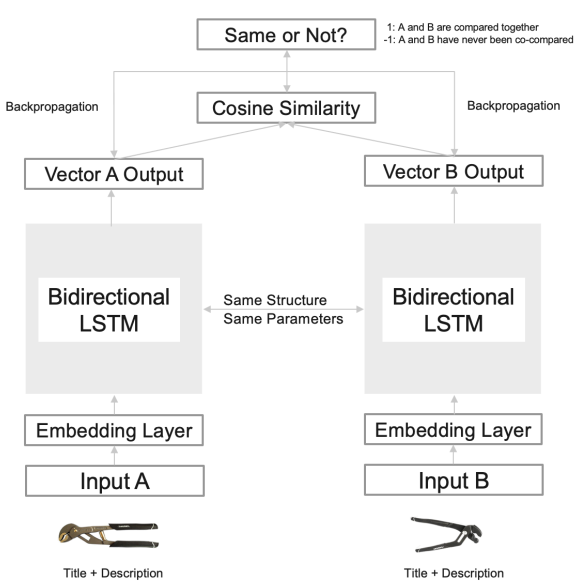 Same or Not?
1: A and B are compared together
-1: A and B have never been co-compared
Backpropagation
Backpropagation
Cosine Similarity
Vector A Output
Vector B Output
Bidirectional
LSTM
Same Structure
Same Parameters
Bidirectional
LSTM
Embedding Layer
Embedding Layer
Input A
Input B
Title + Description
Title + Description